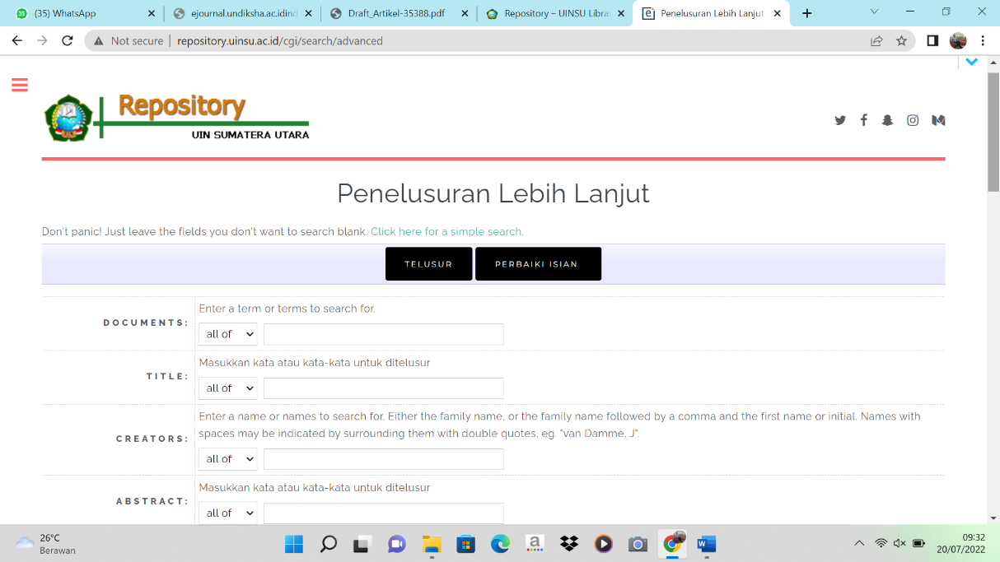 35 (35) WhatsApp
ejournal.undiksha.ac.id
Draft_Artikel-35388.pdf
Repository – UINSU Libra
Penelusuran Lebih Lanjut
Not secure | repository.uinsu.ac.id/cgi/search/advanced
Repository
UIN SUMATERA UTARA
Penelusuran Lebih Lanjut
Don't panic! Just leave the fields you don't want to search blank. Click here for a simple search.
TELUSUR PERBAIKI ISIAN
Enter a term or terms to search for.
DOCUMENTS:
all of
Masukkan kata atau kata-kata untuk ditelusur
TITLE:
all of
Enter a name or names to search for. Either the family name, or the family name followed by a comma and the first name or initial. Names with
spaces may be indicated by surrounding them with double quotes, eg. "van Damme, J".
CREATORS:
all of
Masukkan kata atau kata-kata untuk ditelusur
ABSTRACT:
all of
26°C
Berawan
09:32
20/07/2022